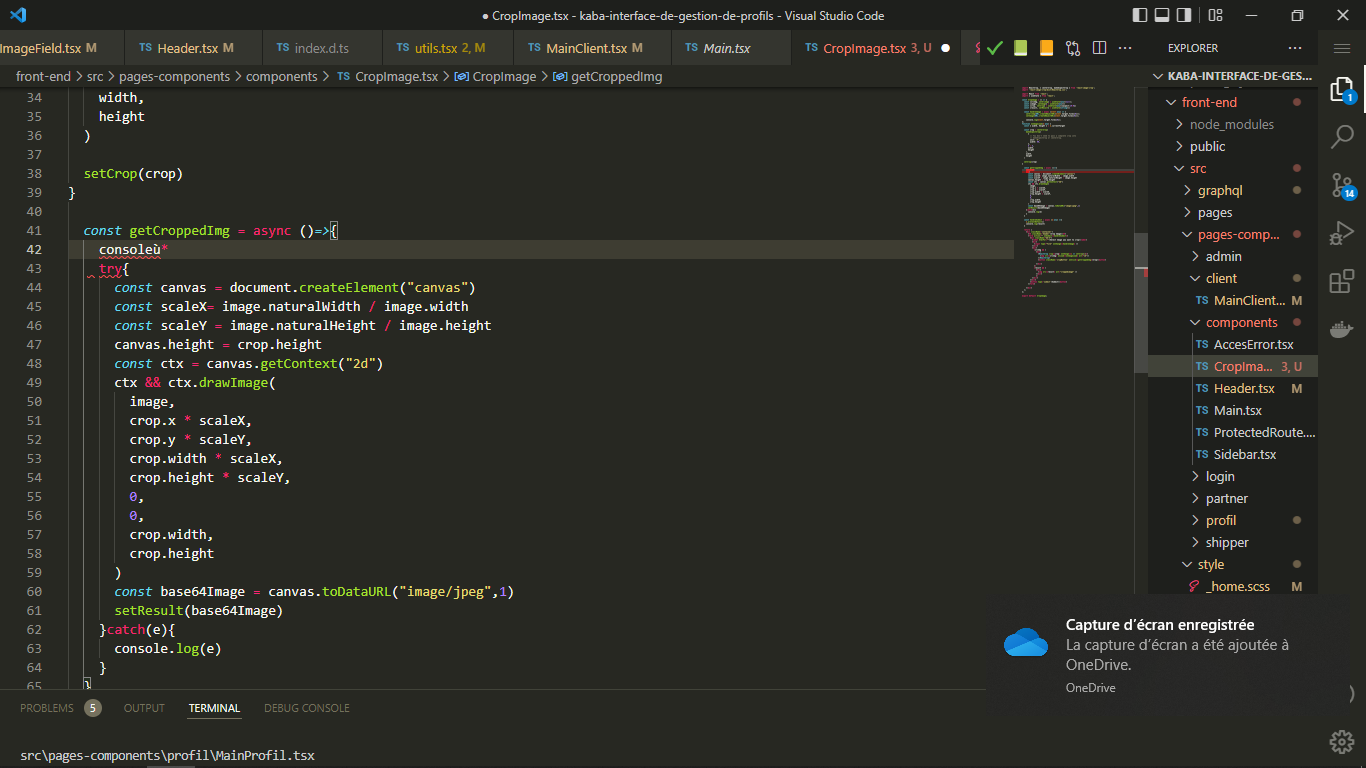 ● CropImage.tsx - kaba-interface-de-gestion-de-profils - Visual Studio Code
ImageField.tsx M
TS Header.tsx M
TS index.d.ts
TS utils.tsx 2, M
TS MainClient.tsx M
TS Main.tsx
TS CropImage.tsx 3, U ●
EXPLORER
front-end > src > pages-components > components > TS CropImage.tsx > CropImage > getCroppedImg
34 width,
35 height
36 )
37
38 setCrop(crop)
39 }
40
41 const getCroppedImg = async ()=>{
42 consoleù*
43 try{
44 const canvas = document.createElement("canvas")
45 const scaleX= image.naturalWidth / image.width
46 const scaleY = image.naturalHeight / image.height
47 canvas.height = crop.height
48 const ctx = canvas.getContext("2d")
49 ctx && ctx.drawImage(
50 image,
51 crop.x * scaleX,
52 crop.y * scaleY,
53 crop.width * scaleX,
54 crop.height * scaleY,
55 0,
56 0,
57 crop.width,
58 crop.height
59 )
60 const base64Image = canvas.toDataURL("image/jpeg",1)
61 setResult(base64Image)
62 }catch(e){
63 console.log(e)
64 }
65 }
KABA-INTERFACE-DE-GES...
front-end
node_modules
public
src
graphql
pages
pages-comp...
admin
client
TS MainClient... M
components
TS AccesError.tsx
TS CropIma... 3, U
TS Header.tsx M
TS Main.tsx
TS ProtectedRoute....
TS Sidebar.tsx
login
partner
profil
shipper
style
_home.scss M
1
14
Capture d'écran enregistrée
La capture d'écran a été ajoutée à
OneDrive.
OneDrive
PROBLEMS 5 OUTPUT TERMINAL DEBUG CONSOLE
src\pages-components\profil\MainProfil.tsx